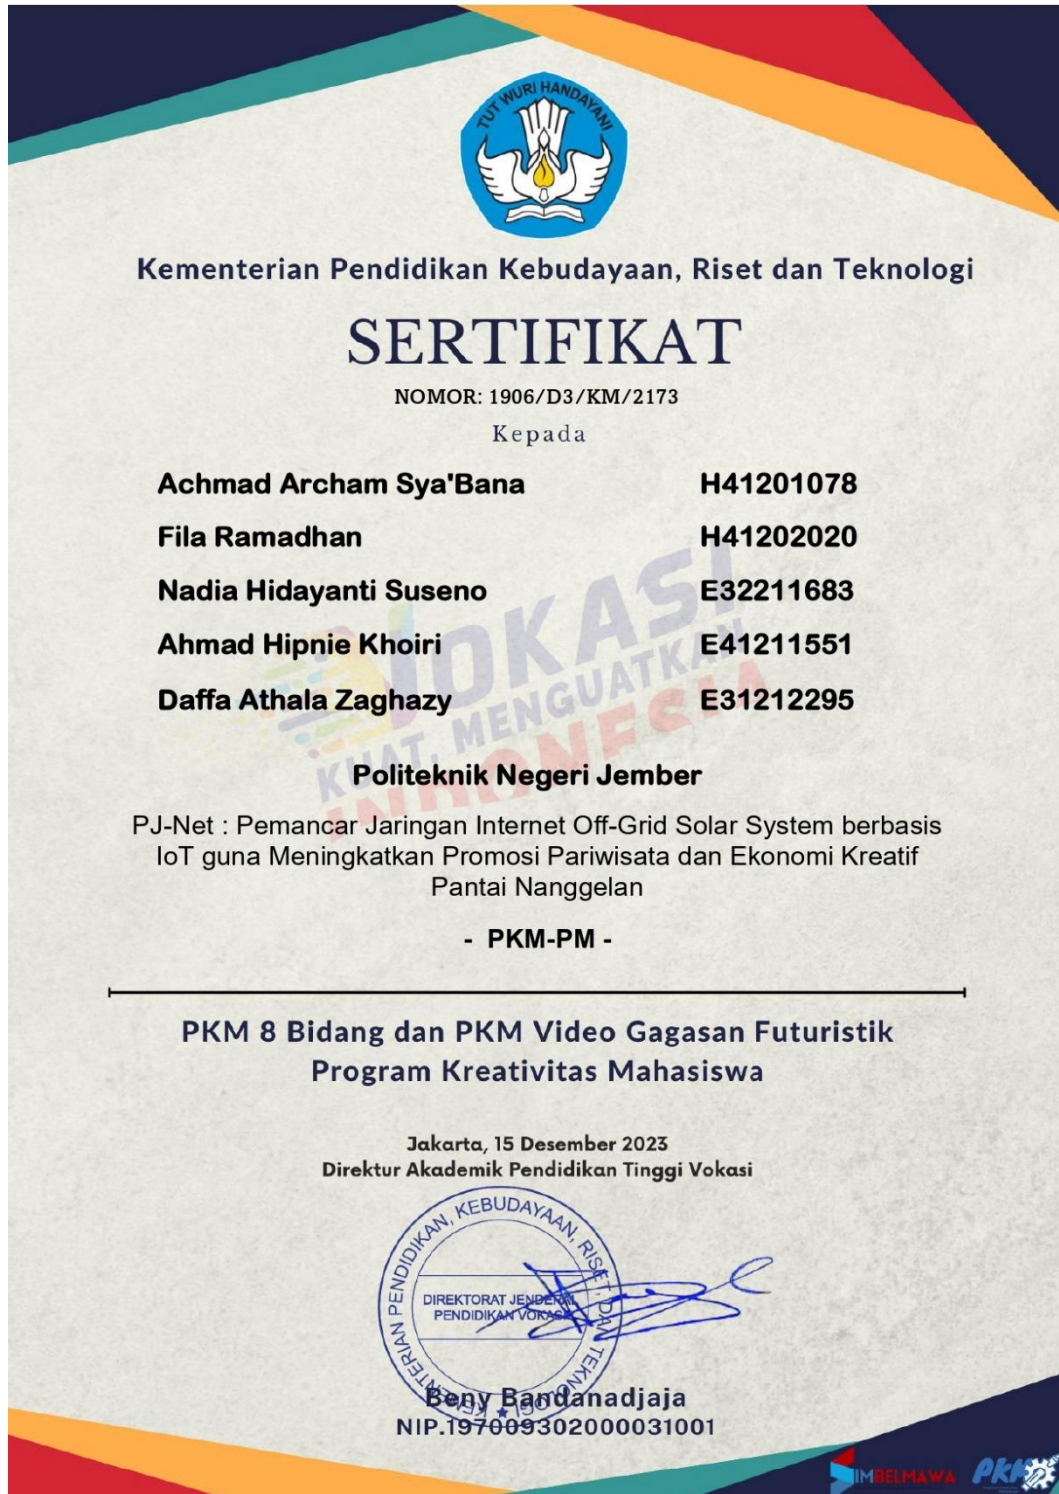 TUT WURI HANDAYANI
Kementerian Pendidikan Kebudayaan, Riset dan Teknologi
SERTIFIKAT
NOMOR: 1906/D3/KM/2173
Kepada
Achmad Archam Sya'Bana H41201078
Fila Ramadhan H41202020
Nadia Hidayanti Suseno E32211683
Ahmad Hipnie Khoiri E41211551
Daffa Athala Zaghazy E31212295
VOKASI
KUAT, MENGUATKAN
INDONESIA
Politeknik Negeri Jember
PJ-Net : Pemancar Jaringan Internet Off-Grid Solar System berbasis
IoT guna Meningkatkan Promosi Pariwisata dan Ekonomi Kreatif
Pantai Nanggelan
- PKM-PM -
PKM 8 Bidang dan PKM Video Gagasan Futuristik
Program Kreativitas Mahasiswa
Jakarta, 15 Desember 2023
Direktur Akademik Pendidikan Tinggi Vokasi
KEMENTERIAN PENDIDIKAN, KEBUDAYAAN, RISET, DAN TEKNOLOGI
DIREKTORAT JENDERAL
PENDIDIKAN VOKASI
Beny Bandanadjaja
NIP.197009302000031001
SIMBELMAWA PKM